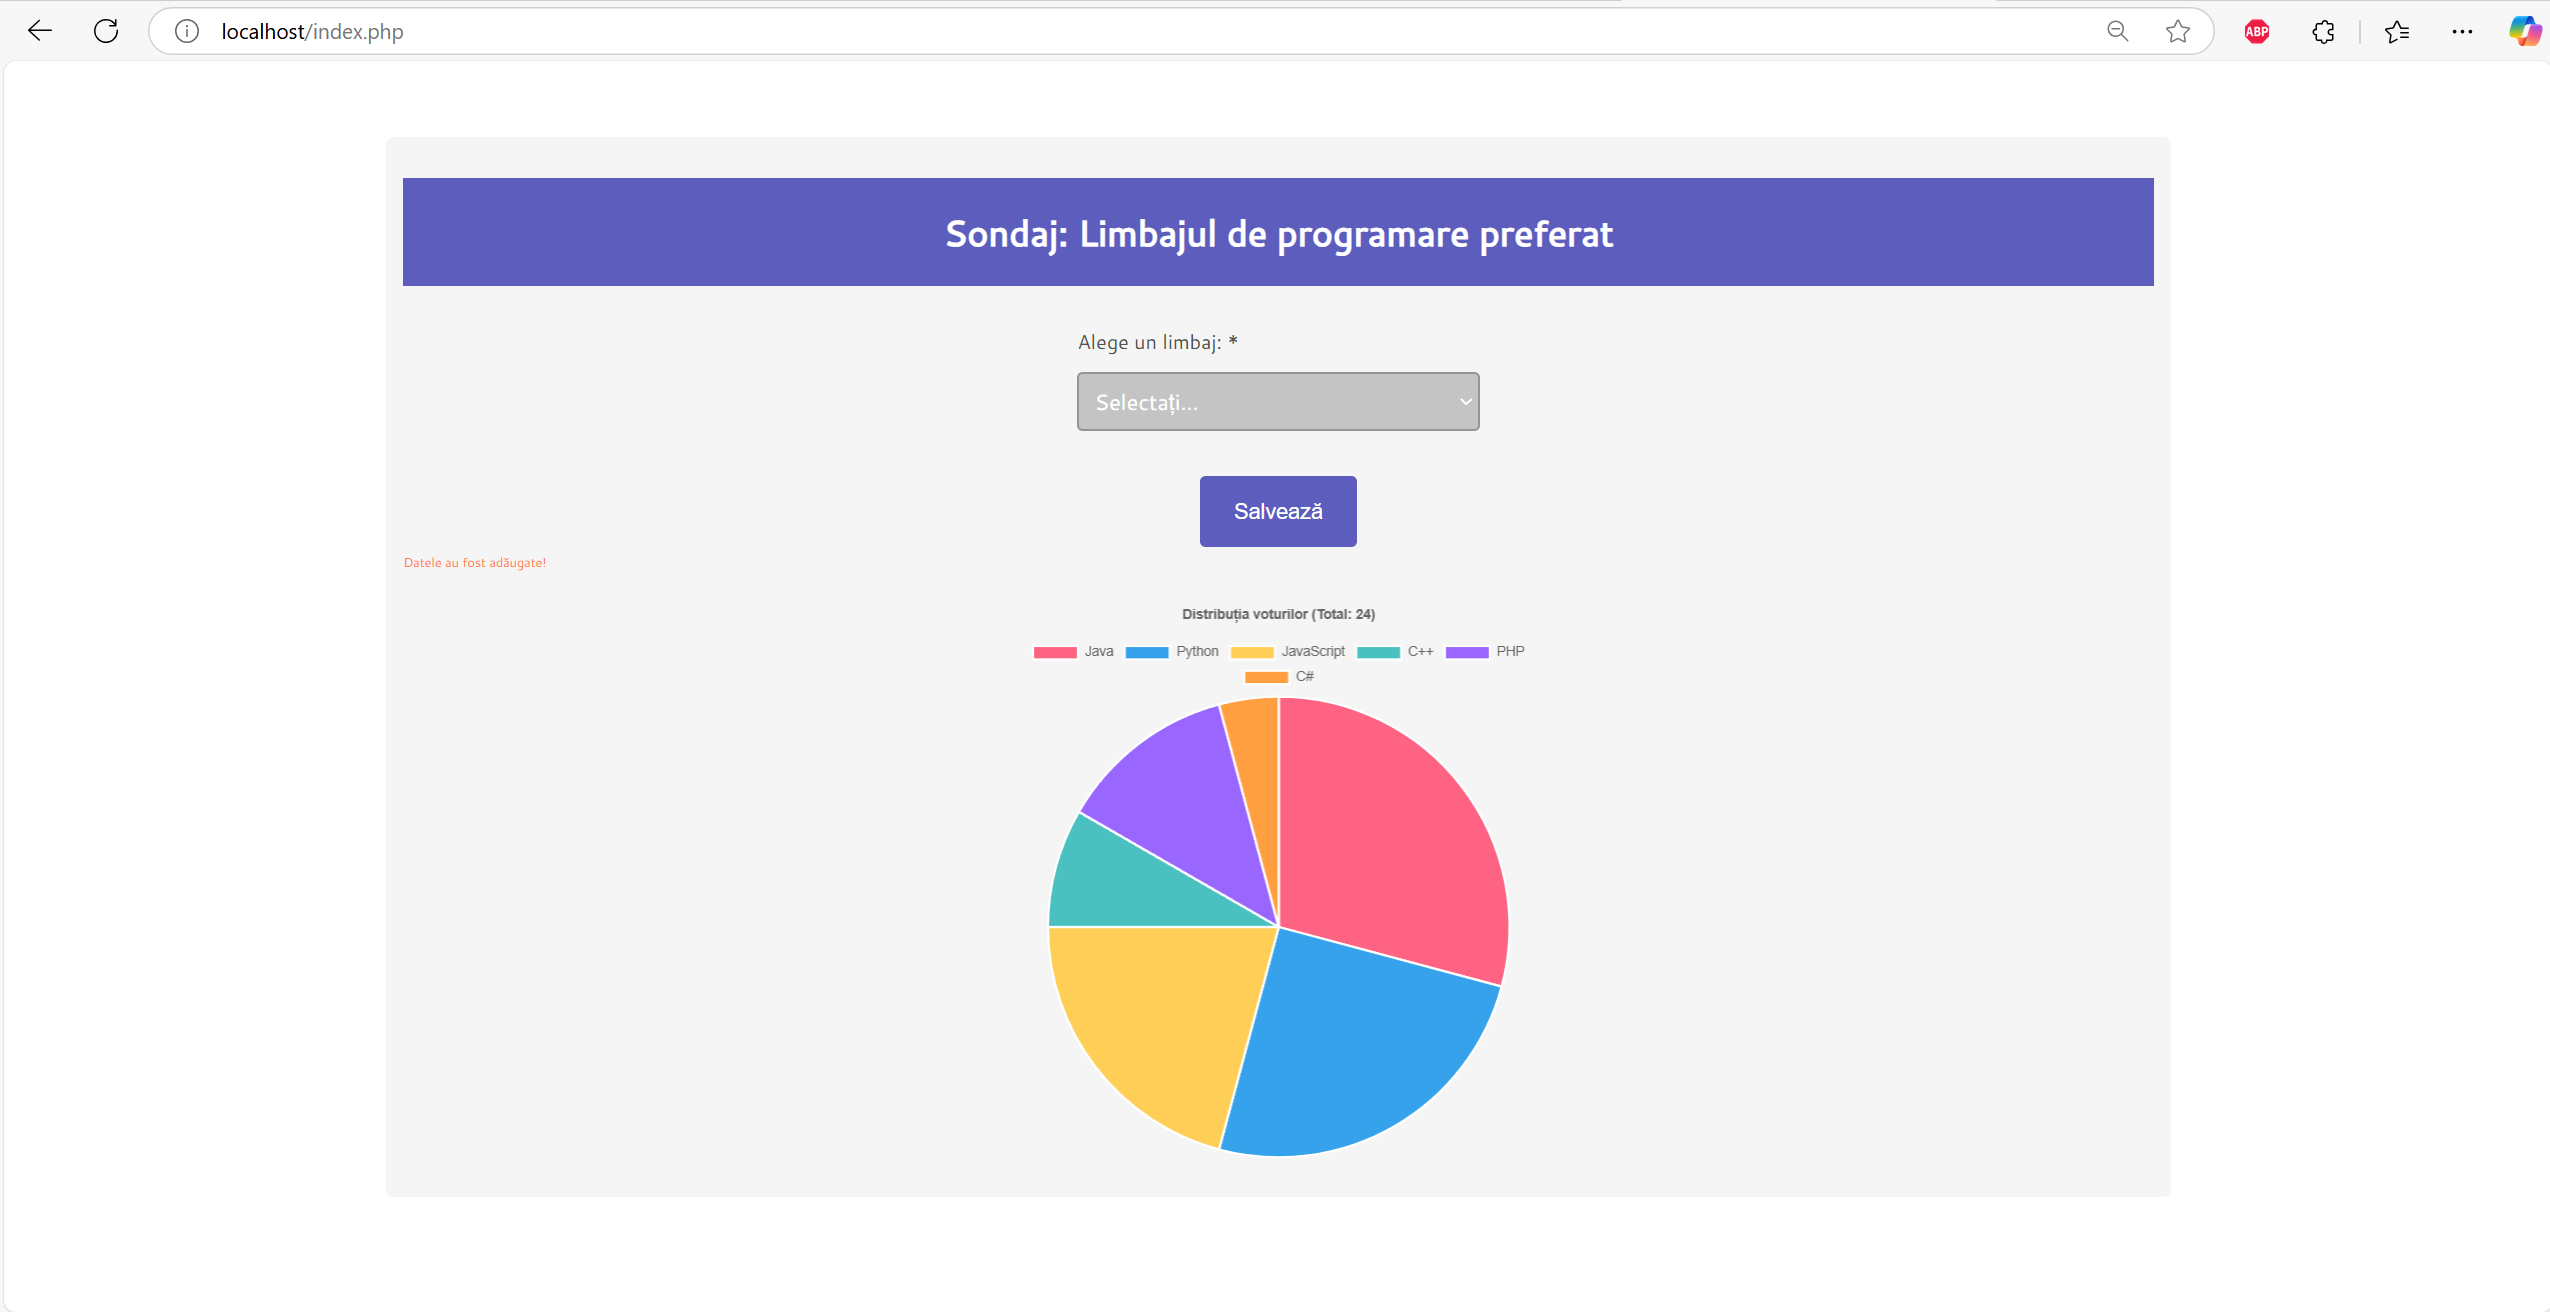 localhost/index.php
ABP
Sondaj: Limbajul de programare preferat
Alege un limbaj: *
Selectați...
Salvează
Datele au fost adăugate!
Distribuția voturilor (Total: 24)
Java Python JavaScript C++ PHP
C#